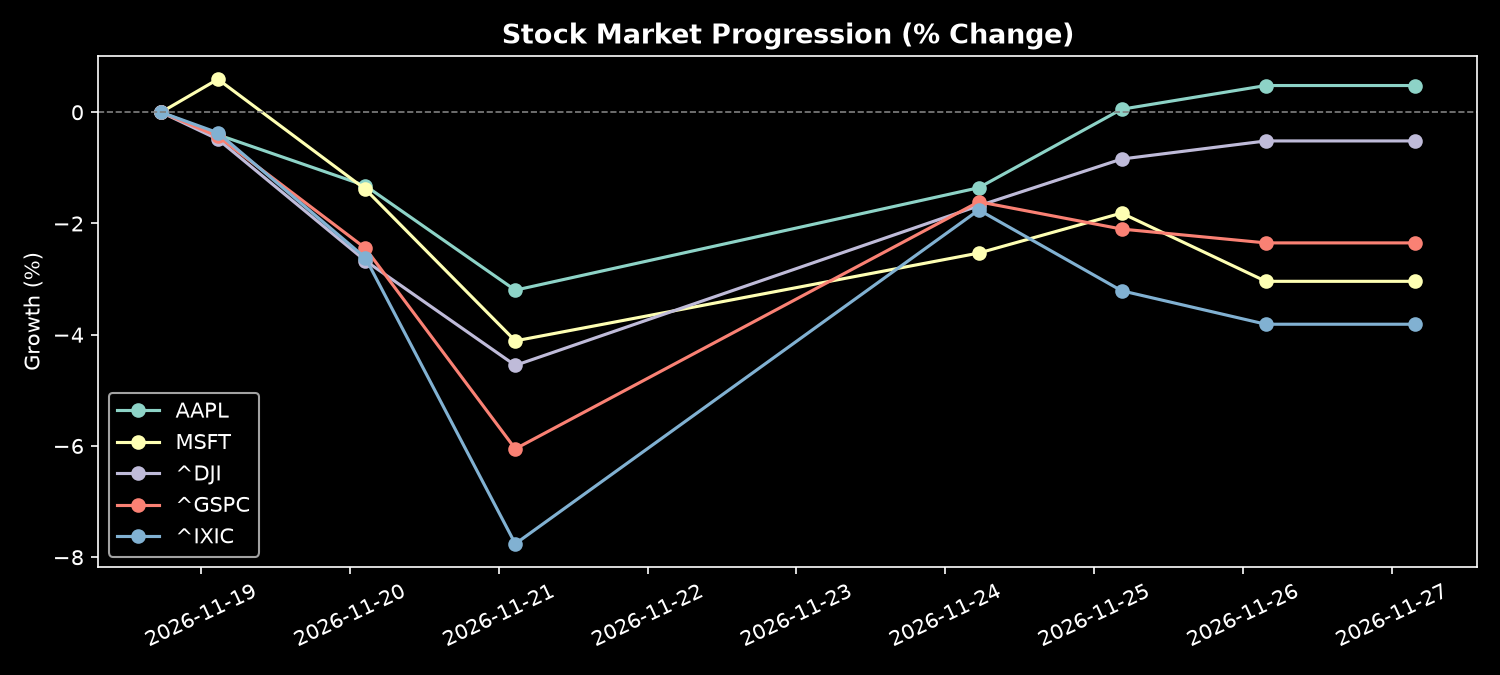 Stock Market Progression (% Change)
Growth (%)
0
−2
−4
−6
−8
AAPL
MSFT
^DJI
^GSPC
^IXIC
2026-11-19
2026-11-20
2026-11-21
2026-11-22
2026-11-23
2026-11-24
2026-11-25
2026-11-26
2026-11-27